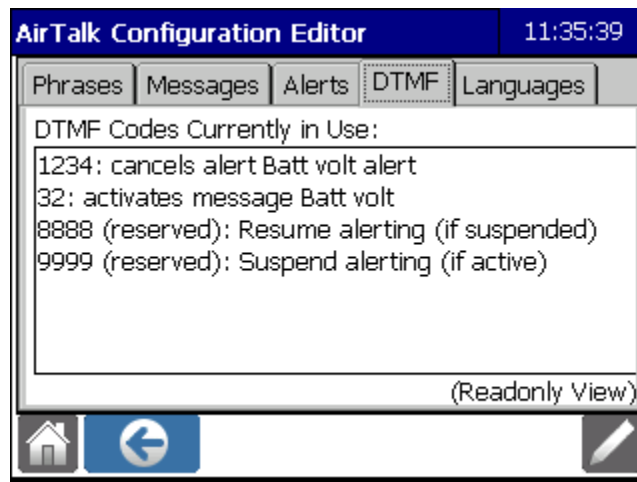 AirTalk Configuration Editor 11:35:39
Phrases Messages Alerts DTMF Languages
DTMF Codes Currently in Use:
1234: cancels alert Batt volt alert
32: activates message Batt volt
8888 (reserved): Resume alerting (if suspended)
9999 (reserved): Suspend alerting (if active)
(Readonly View)